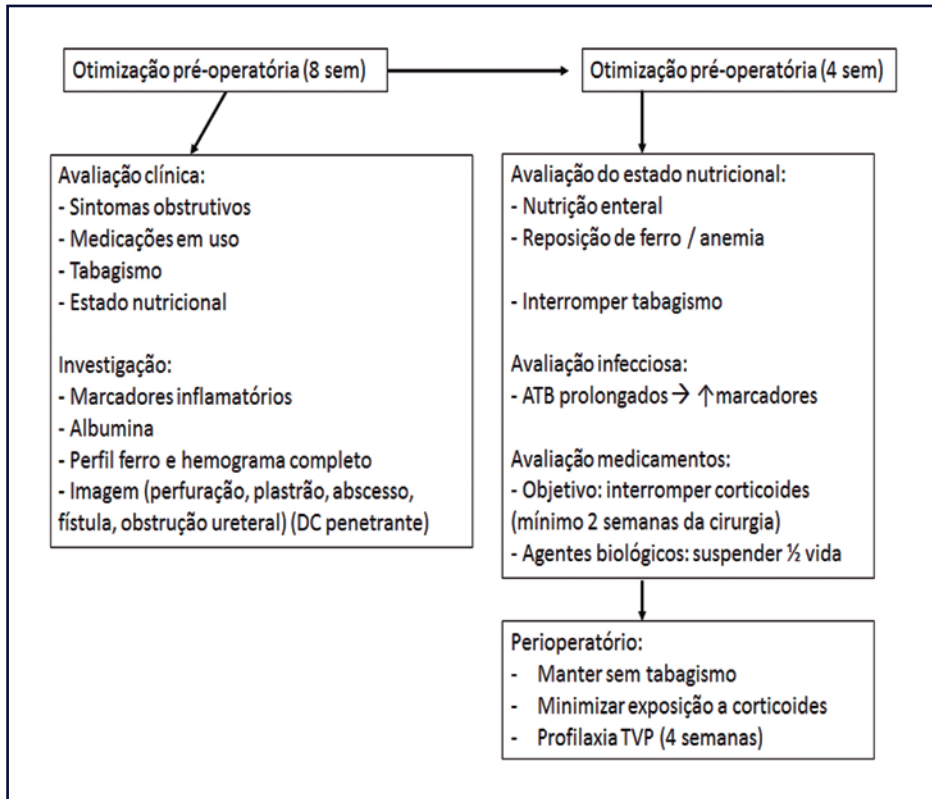 Otimização pré-operatória (8 sem)
Otimização pré-operatória (4 sem)
Avaliação clínica:
- Sintomas obstrutivos
- Medicações em uso
- Tabagismo
- Estado nutricional
Investigação:
- Marcadores inflamatórios
- Albumina
- Perfil ferro e hemograma completo
- Imagem (perfuração, plastrão, abscesso,
fístula, obstrução ureteral) (DC penetrante)
Avaliação do estado nutricional:
- Nutrição enteral
- Reposição de ferro / anemia
- Interromper tabagismo
Avaliação infecciosa:
- ATB prolongados → ↑marcadores
Avaliação medicamentos:
- Objetivo: interromper corticoides
(mínimo 2 semanas da cirurgia)
- Agentes biológicos: suspender ½ vida
Perioperatório:
- Manter sem tabagismo
- Minimizar exposição a corticoides
- Profilaxia TVP (4 semanas)